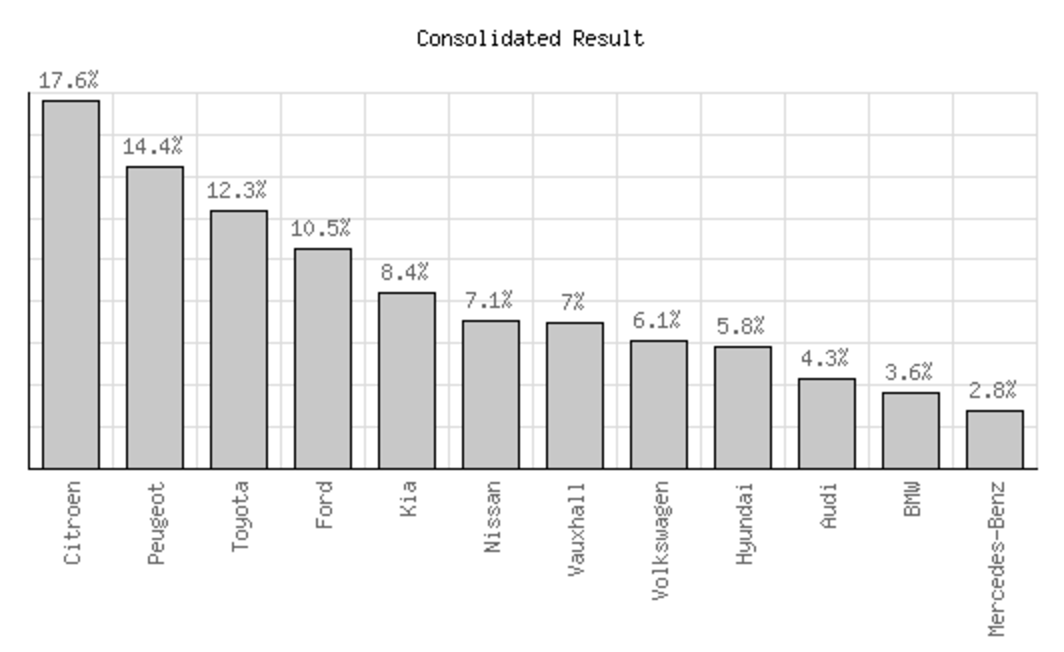 Consolidated Result
17.6%
14.4%
12.3%
10.5%
8.4%
7.1%
7%
6.1%
5.8%
4.3%
3.6%
2.8%
Citroen
Peugeot
Toyota
Ford
Kia
Nissan
Vauxhall
Volkswagen
Hyundai
Audi
BMW
Mercedes-Benz